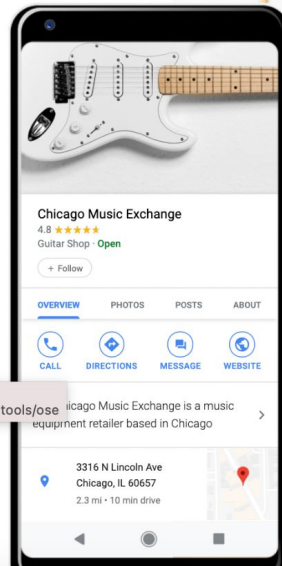 Chicago Music Exchange
4.8
Guitar Shop · Open
+ Follow
OVERVIEW PHOTOS POSTS ABOUT
CALL DIRECTIONS MESSAGE WEBSITE
tools/ose
hicago Music Exchange is a music
equipment retailer based in Chicago
3316 N Lincoln Ave
Chicago, IL 60657
2.3 mi · 10 min drive